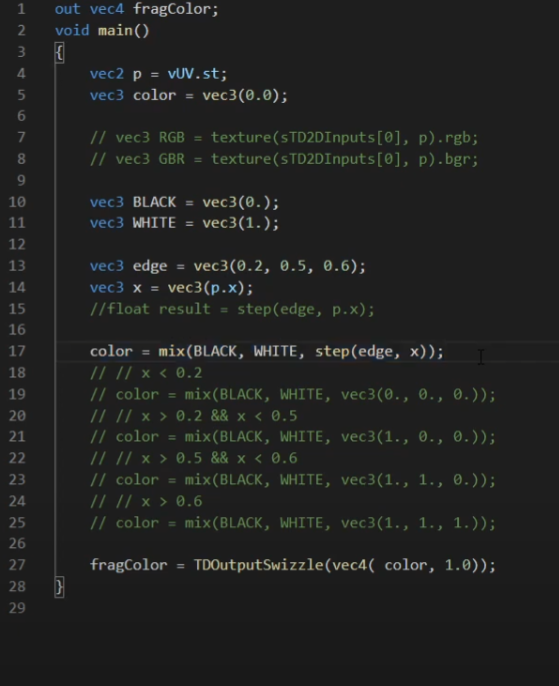 1 out vec4 fragColor;
2 void main()
3 {
4 vec2 p = vUV.st;
5 vec3 color = vec3(0.0);
6
7 // vec3 RGB = texture(sTD2DInputs[0], p).rgb;
8 // vec3 GBR = texture(sTD2DInputs[0], p).bgr;
9
10 vec3 BLACK = vec3(0.);
11 vec3 WHITE = vec3(1.);
12
13 vec3 edge = vec3(0.2, 0.5, 0.6);
14 vec3 x = vec3(p.x);
15 //float result = step(edge, p.x);
16
17 color = mix(BLACK, WHITE, step(edge, x));
18 // // x < 0.2
19 // color = mix(BLACK, WHITE, vec3(0., 0., 0.));
20 // // x > 0.2 && x < 0.5
21 // color = mix(BLACK, WHITE, vec3(1., 0., 0.));
22 // // x > 0.5 && x < 0.6
23 // color = mix(BLACK, WHITE, vec3(1., 1., 0.));
24 // // x > 0.6
25 // color = mix(BLACK, WHITE, vec3(1., 1., 1.));
26
27 fragColor = TDOutputSwizzle(vec4( color, 1.0));
28 }
29